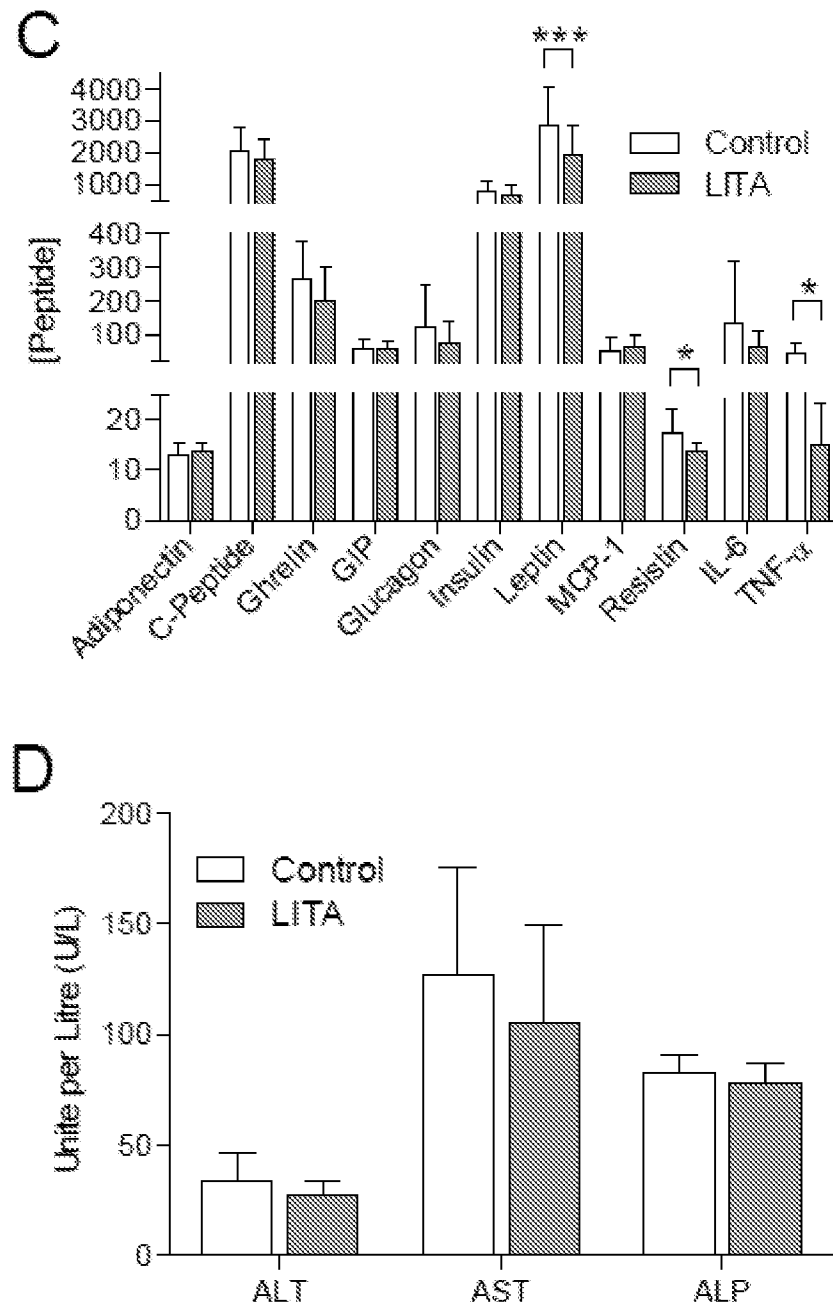 C
***
4000
3000
2000
1000
Control
LITA
[Peptide]
400
300
200
100
*
*
20
10
0
Adiponectin
C-Peptide
Ghrelin
GIP
Glucagon
Insulin
Leptin
MCP-1
Resistin
IL-6
TNF-α
D
200
150
100
50
0
Control
LITA
Unite per Litre (U/L)
ALT
AST
ALP